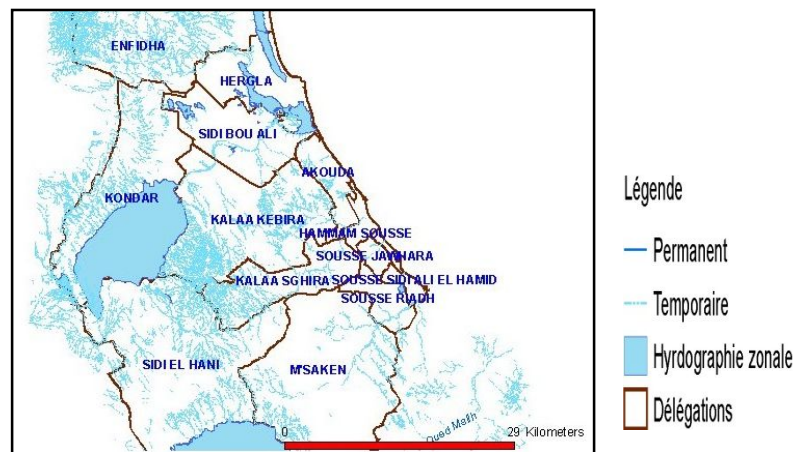 ENFIDHA
HERGLA
SIDI BOU ALI
AKOUDA
KONDAR
KALAA KEBIRA
HAMMAM SOUSSE
SOUSSE JAWHARA
KALAA SGHIRA
SOUSSE SIDI ALI EL HAMID
SOUSSE RIADH
SIDI EL HANI
M'SAKEN
Oued Melah
0
29 Kilometers
Légende
Permanent
Temporaire
Hyrdographie zonale
Délégations